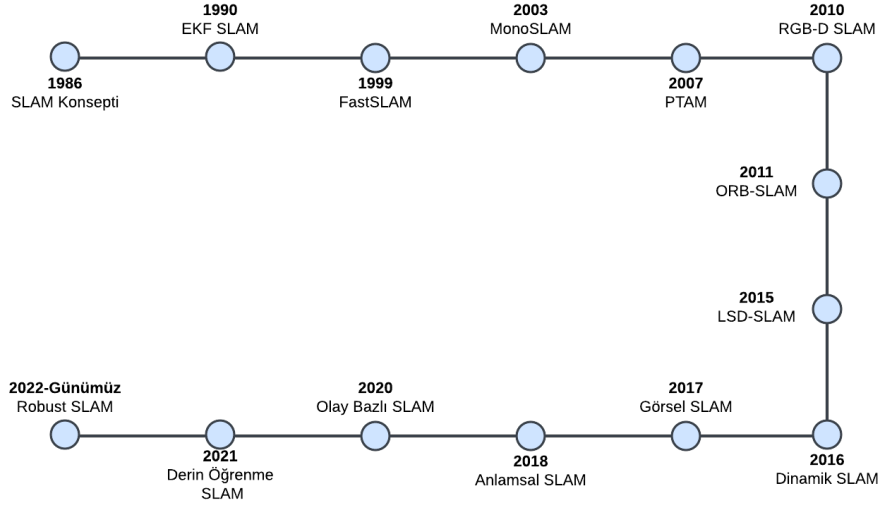 1986
SLAM Konsepti
1990
EKF SLAM
1999
FastSLAM
2003
MonoSLAM
2007
PTAM
2010
RGB-D SLAM
2011
ORB-SLAM
2015
LSD-SLAM
2016
Dinamik SLAM
2017
Görsel SLAM
2018
Anlamsal SLAM
2020
Olay Bazlı SLAM
2021
Derin Öğrenme
SLAM
2022-Günümüz
Robust SLAM